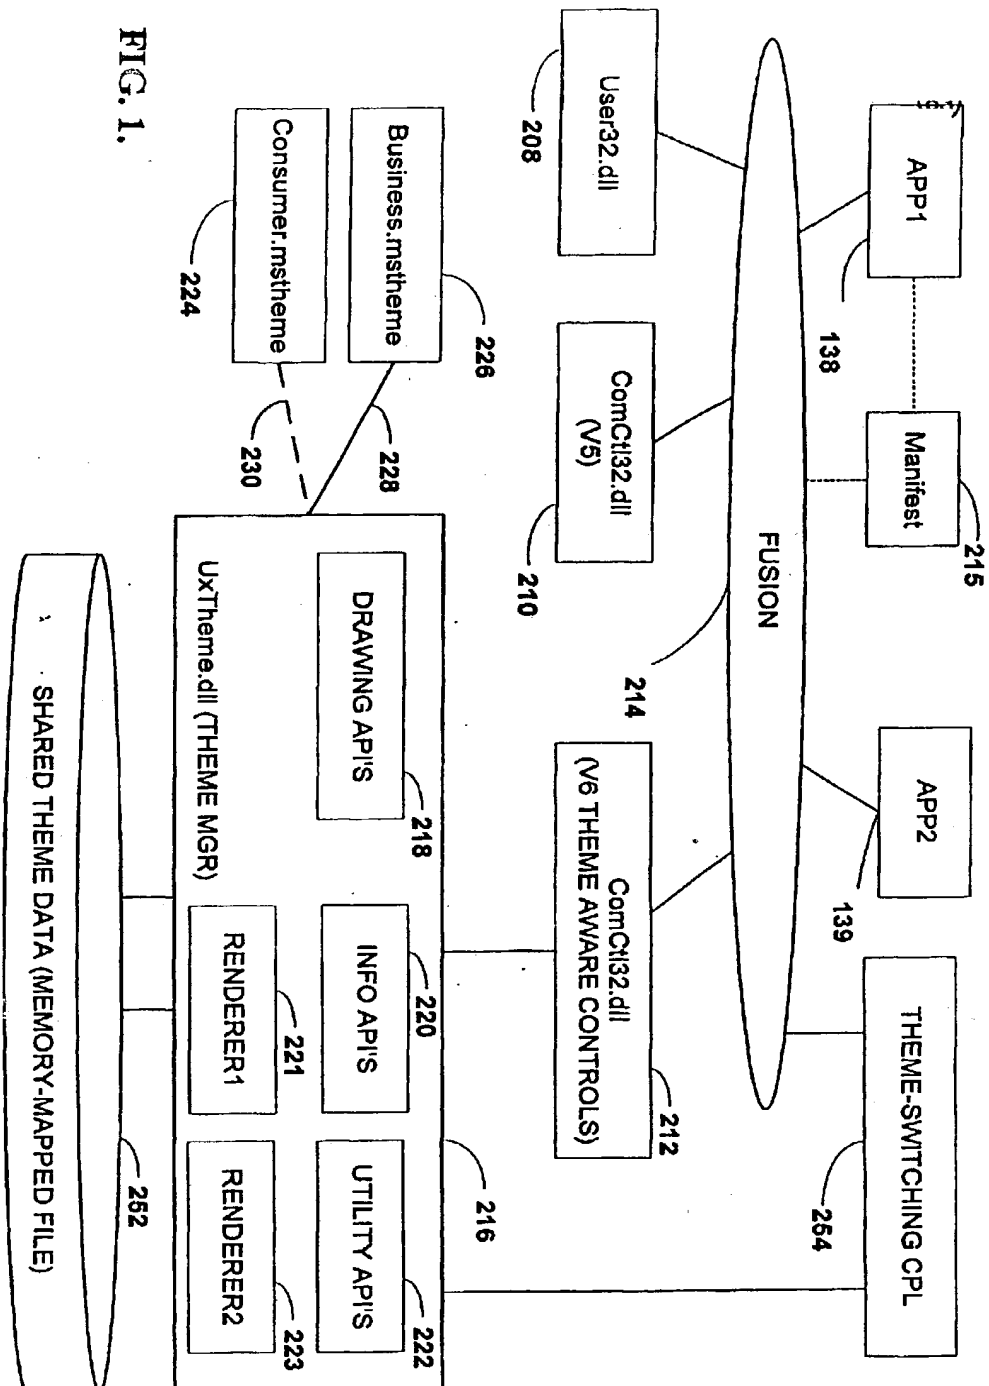 APP1
138
Manifest
215
APP2
139
THEME-SWITCHING CPL
254
FUSION
214
User32.dll
208
ComCtl32.dll
(V5)
210
ComCtl32.dll
(V6 THEME AWARE CONTROLS)
212
Business.mstheme
226
Consumer.mstheme
224
228
230
216
DRAWING API'S
218
INFO API'S
220
UTILITY API'S
222
UxTheme.dll (THEME MGR)
RENDERER1
221
RENDERER2
223
252
SHARED THEME DATA (MEMORY-MAPPED FILE)
FIG. 1.